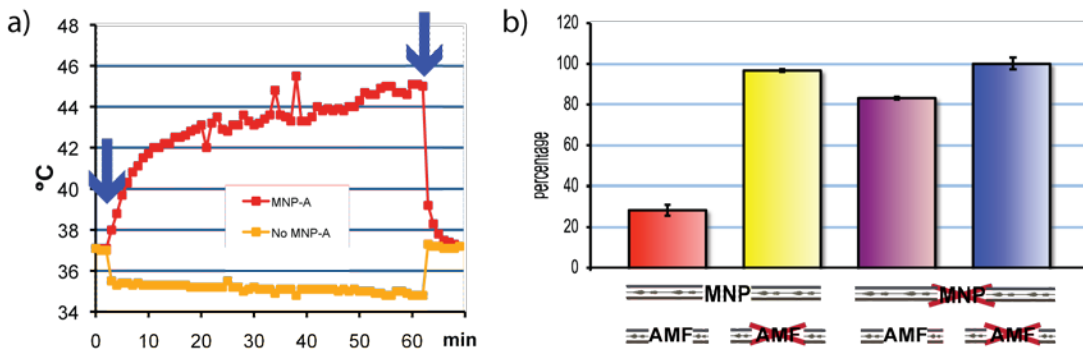 a)
48
46
44
42
40
38
36
34
°C
MNP-A
No MNP-A
0 10 20 30 40 50 60 min
b)
120
100
80
60
40
20
0
percentage
MNP MNP
AMF AMF AMF AMF